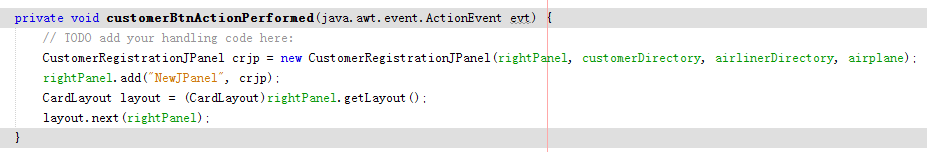 private void customerBtnActionPerformed(java.awt.event.ActionEvent evt) {
// TODO add your handling code here:
CustomerRegistrationJPanel crjp = new CustomerRegistrationJPanel(rightPanel, customerDirectory, airlinerDirectory, airplane);
rightPanel.add("NewJPanel", crjp);
CardLayout layout = (CardLayout)rightPanel.getLayout();
layout.next(rightPanel);
}